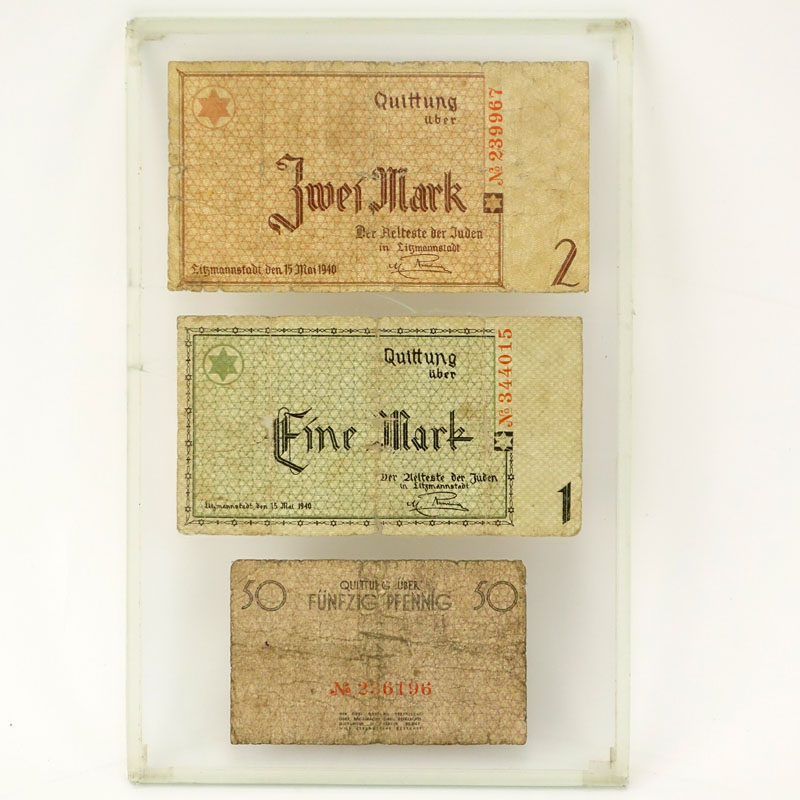 Quittung
über
Zwei Mark
Der Aelteste der Juden
in Litzmannstadt
Litzmannstadt den 15 Mai 1940
№ 239967
2
Quittung
über
Eine Mark
Der Aelteste der Juden
in Litzmannstadt
Litzmannstadt, den 15 Mai 1940
№ 344015
1
50 QUITTUNG ÜBER 50
FÜNFZIG PFENNIG
№ 236196